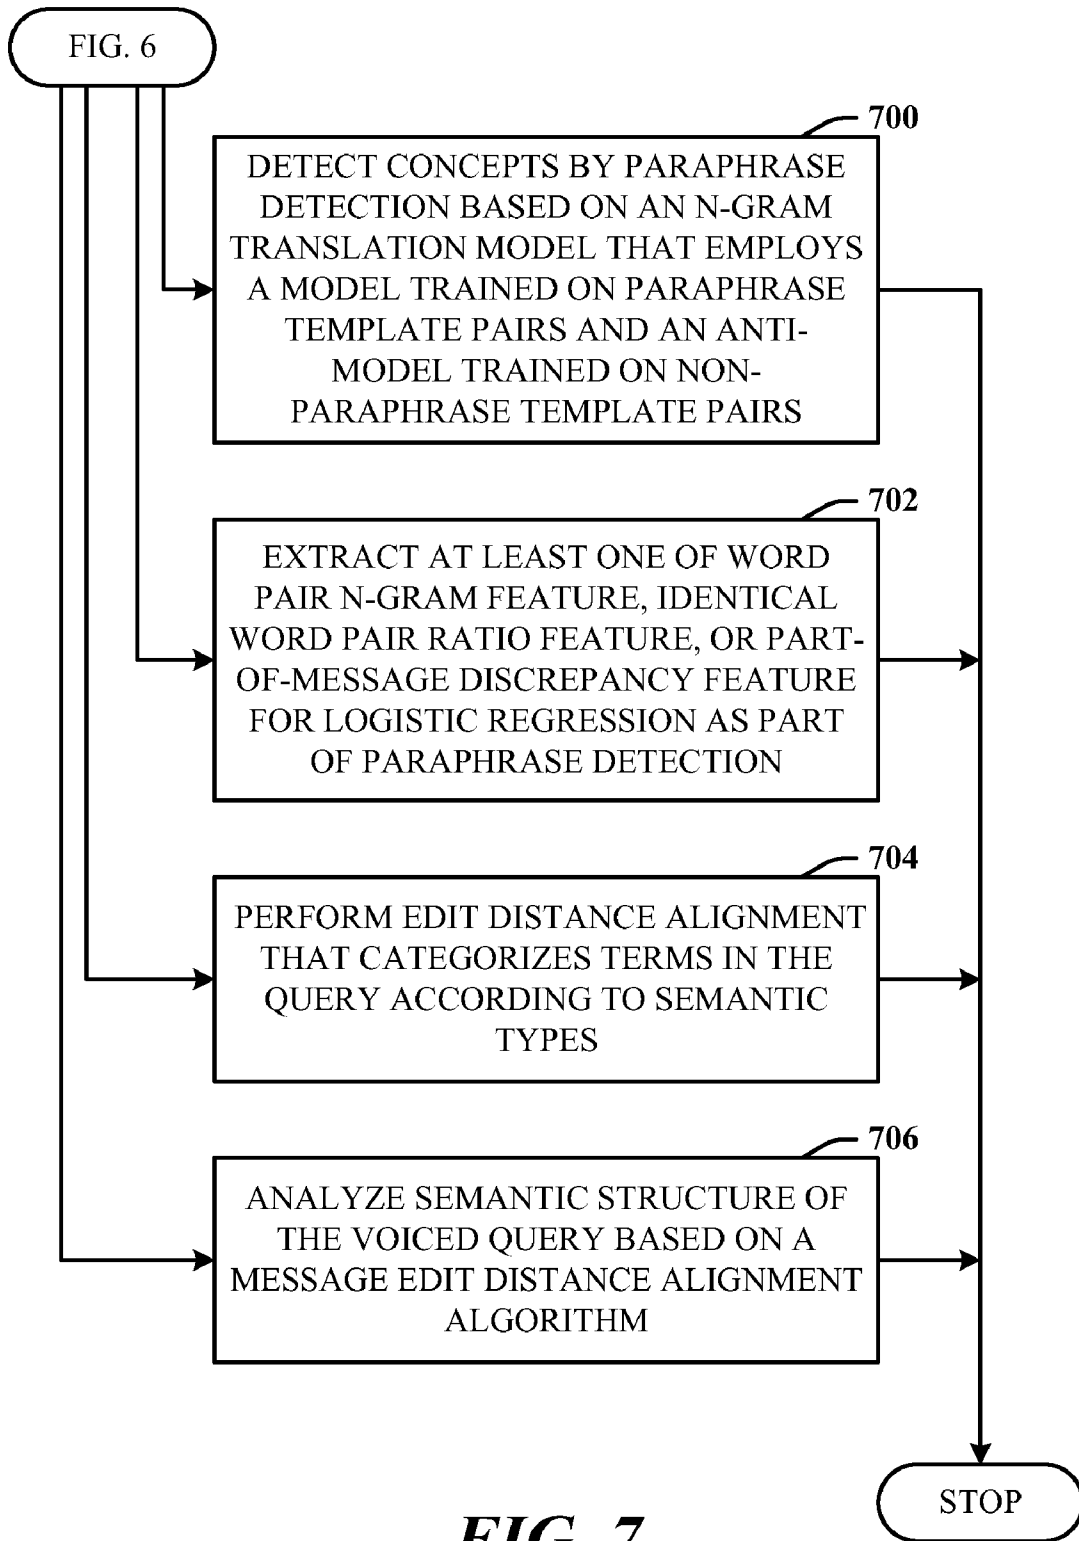 FIG. 6
700
DETECT CONCEPTS BY PARAPHRASE
DETECTION BASED ON AN N-GRAM
TRANSLATION MODEL THAT EMPLOYS
A MODEL TRAINED ON PARAPHRASE
TEMPLATE PAIRS AND AN ANTI-
MODEL TRAINED ON NON-
PARAPHRASE TEMPLATE PAIRS
702
EXTRACT AT LEAST ONE OF WORD
PAIR N-GRAM FEATURE, IDENTICAL
WORD PAIR RATIO FEATURE, OR PART-
OF-MESSAGE DISCREPANCY FEATURE
FOR LOGISTIC REGRESSION AS PART
OF PARAPHRASE DETECTION
704
PERFORM EDIT DISTANCE ALIGNMENT
THAT CATEGORIZES TERMS IN THE
QUERY ACCORDING TO SEMANTIC
TYPES
706
ANALYZE SEMANTIC STRUCTURE OF
THE VOICED QUERY BASED ON A
MESSAGE EDIT DISTANCE ALIGNMENT
ALGORITHM
STOP
FIG. 7